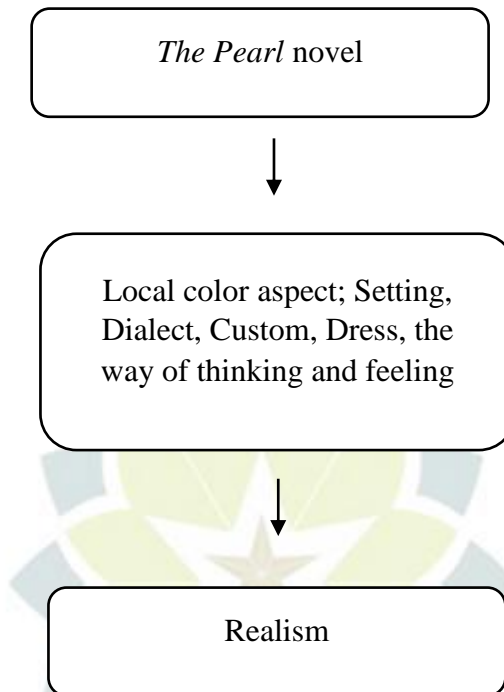 The Pearl novel
Local color aspect; Setting,
Dialect, Custom, Dress, the
way of thinking and feeling
Realism